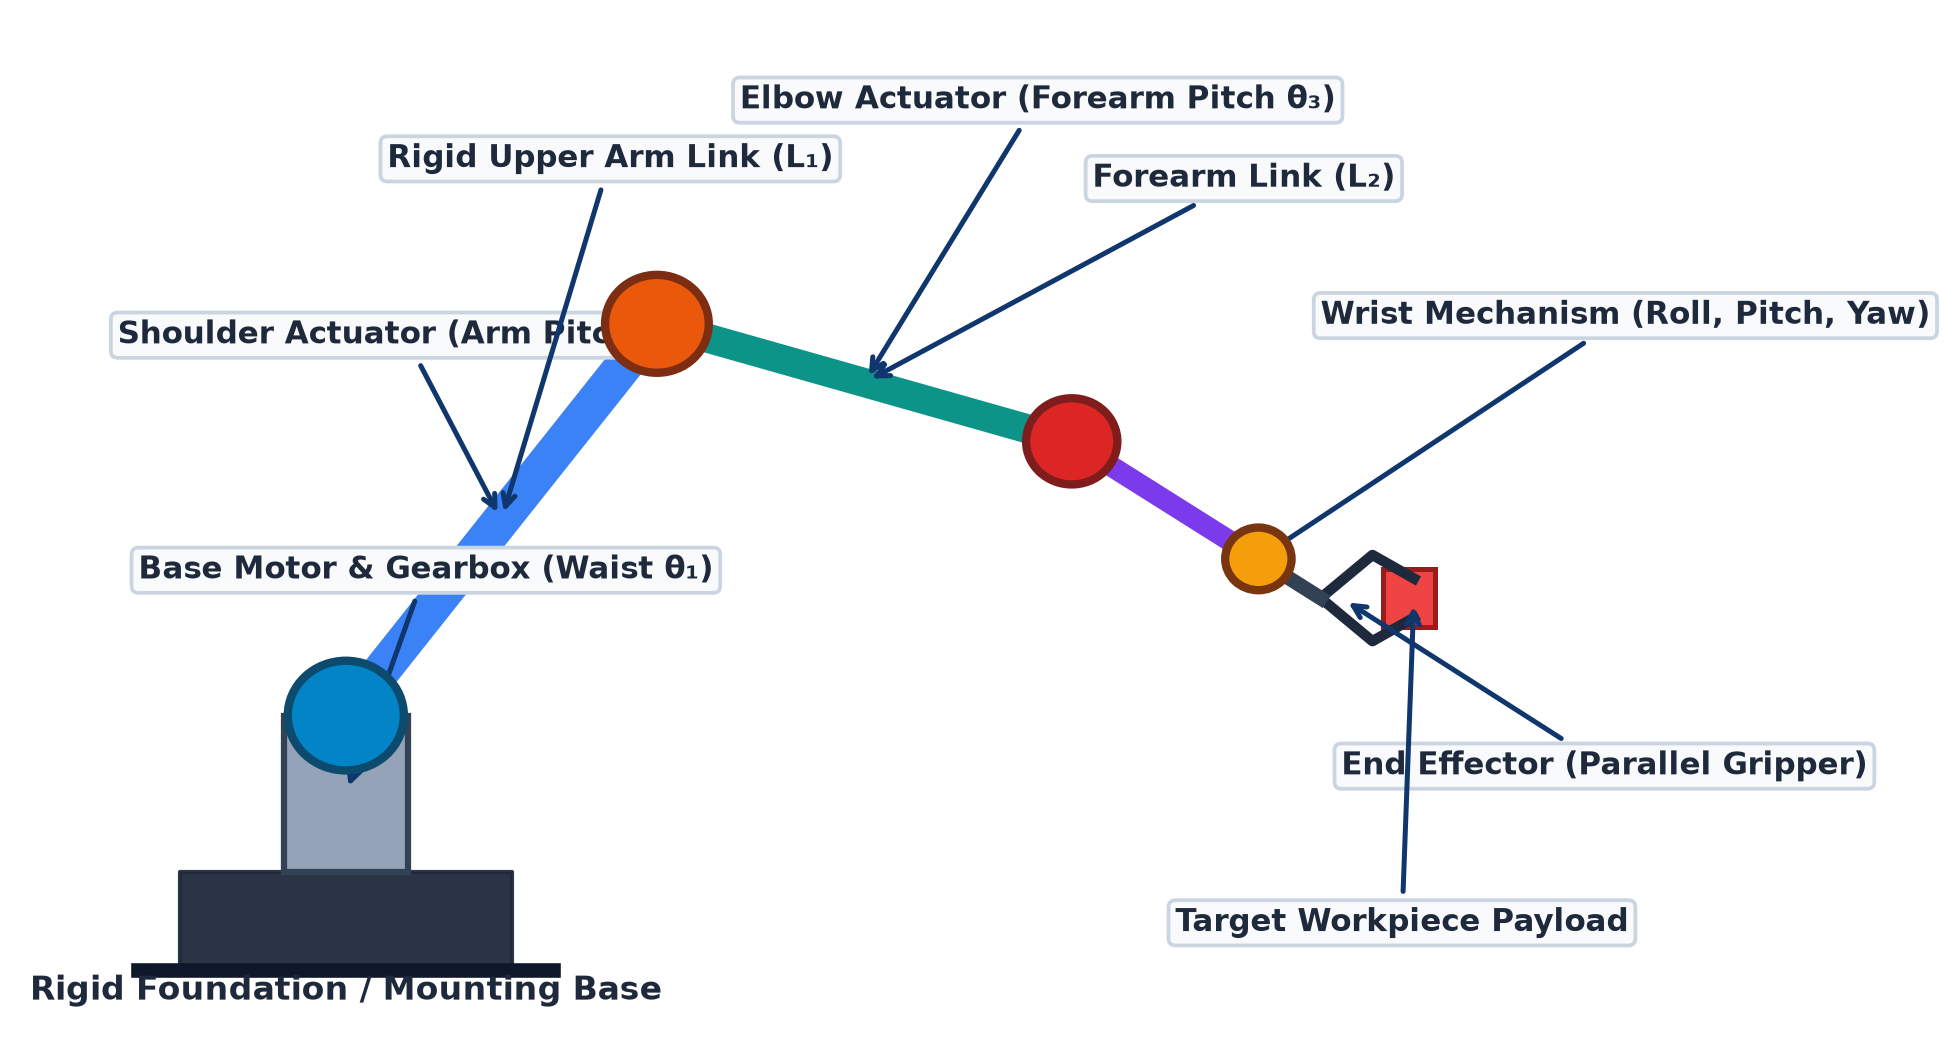 Elbow Actuator (Forearm Pitch θ₃)
Rigid Upper Arm Link (L₁)
Forearm Link (L₂)
Wrist Mechanism (Roll, Pitch, Yaw)
Shoulder Actuator (Arm
Base Motor & Gearbox (Waist θ₁)
End Effector (Parallel Gripper)
Target Workpiece Payload
Rigid Foundation / Mounting Base